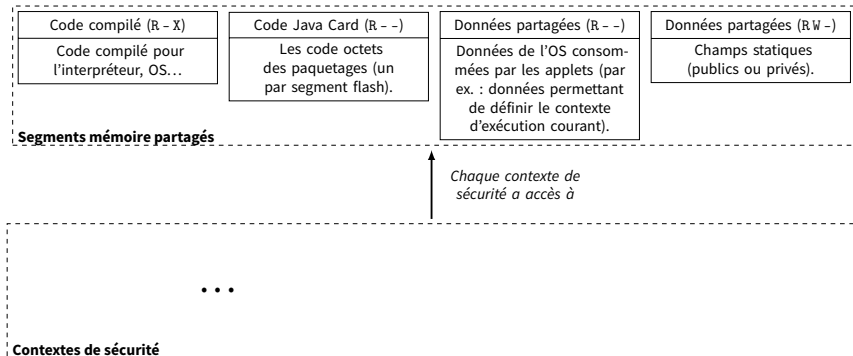 Code compilé (R – X)
Code compilé pour
l'interpréteur, OS…
Code Java Card (R - -)
Les code octets
des paquetages (un
par segment flash).
Données partagées (R - -)
Données de l'OS consom-
mées par les applets (par
ex. : données permettant
de définir le contexte
d'exécution courant).
Données partagées (RW -)
Champs statiques
(publics ou privés).
Segments mémoire partagés
Chaque contexte de
sécurité a accès à
...
Contextes de sécurité